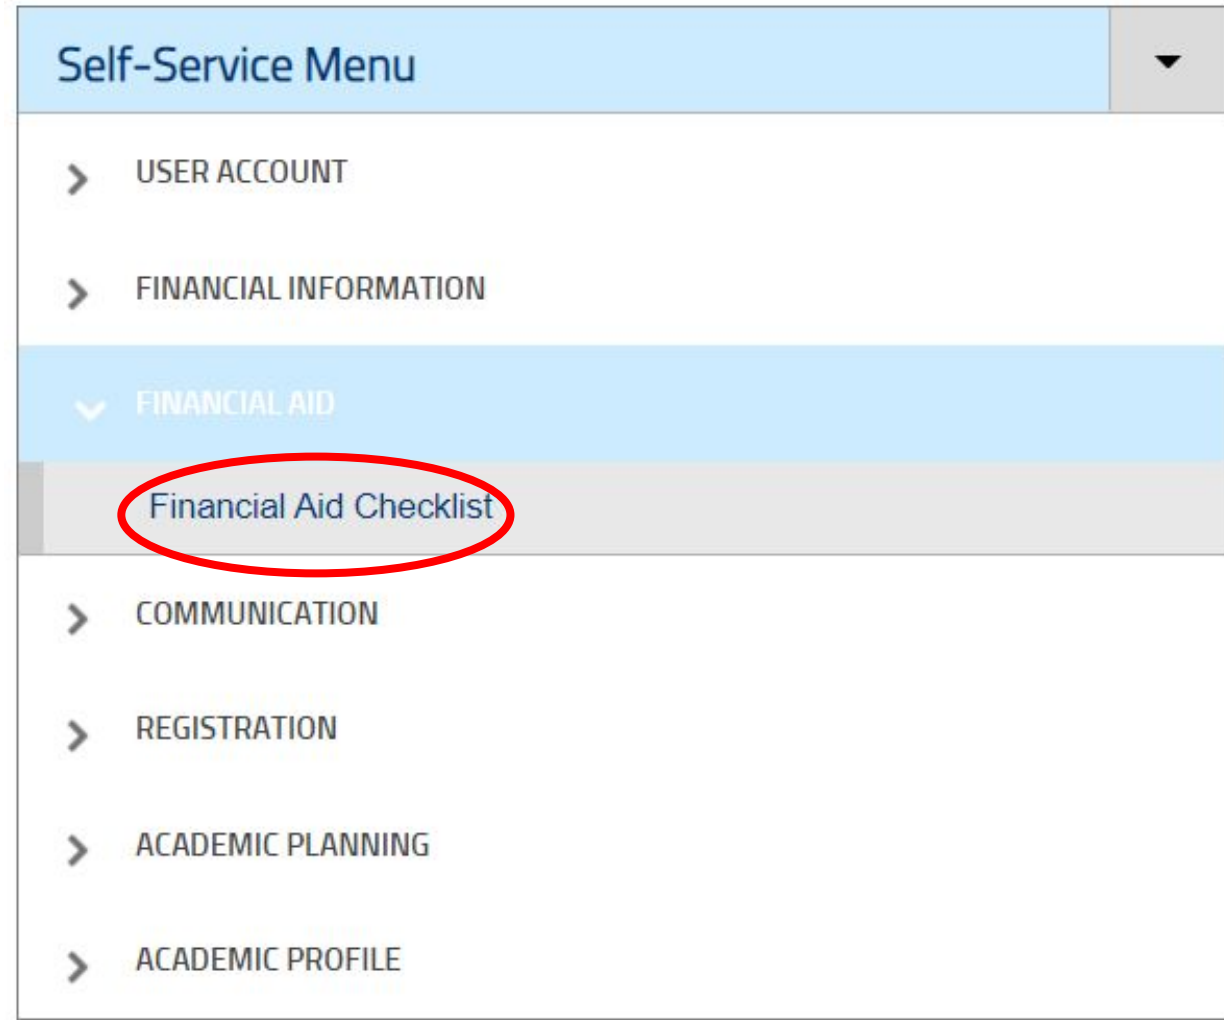 Self-Service Menu
USER ACCOUNT
FINANCIAL INFORMATION
FINANCIAL AID
Financial Aid Checklist
COMMUNICATION
REGISTRATION
ACADEMIC PLANNING
ACADEMIC PROFILE